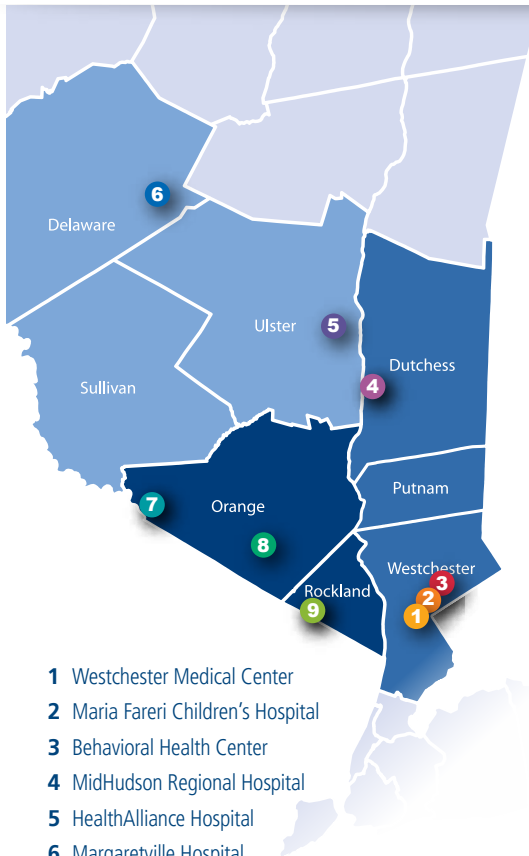 6
Delaware
5
Ulster
4
Dutchess
Sullivan
Putnam
7
Orange
8
Westchester
3
Rockland
2
9
1
1 Westchester Medical Center
2 Maria Fareri Children's Hospital
3 Behavioral Health Center
4 MidHudson Regional Hospital
5 HealthAlliance Hospital
6 Margaretville Hospital